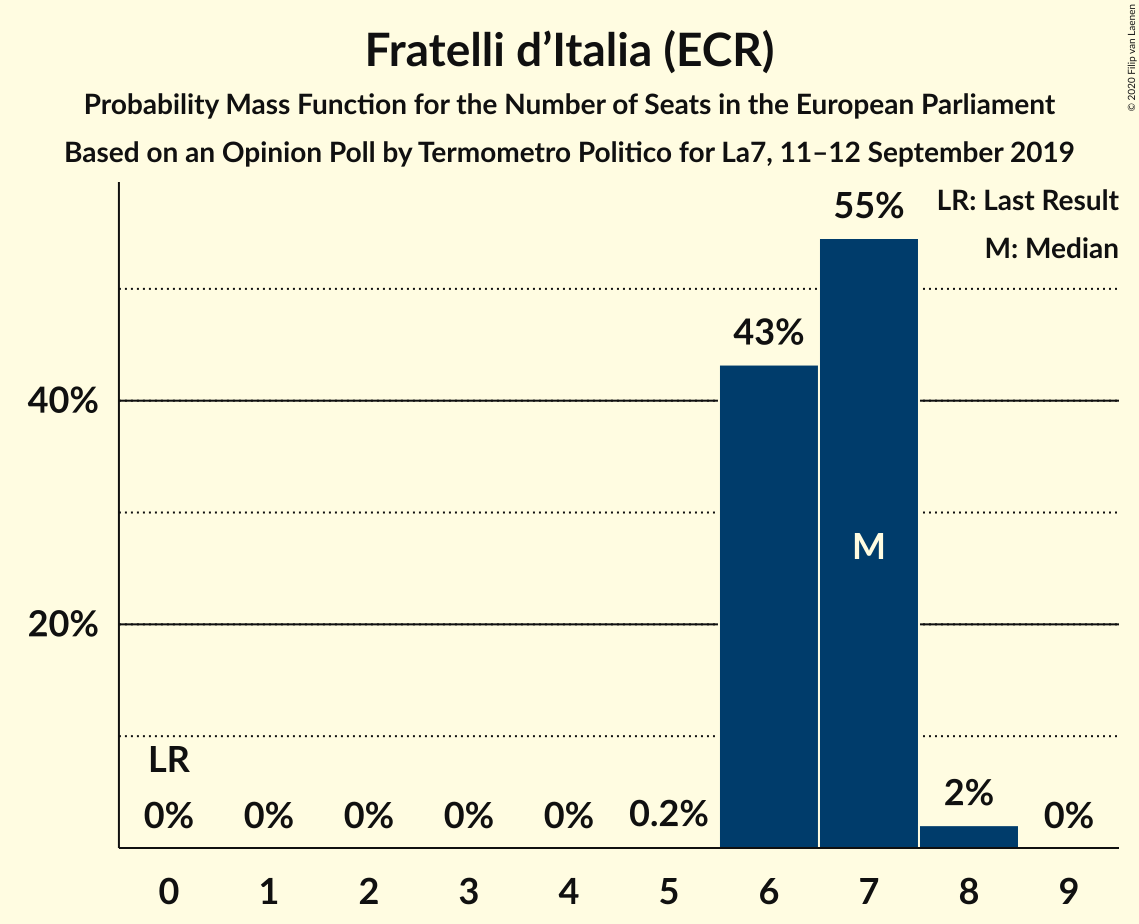 Fratelli d’Italia (ECR)
Probability Mass Function for the Number of Seats in the European Parliament
Based on an Opinion Poll by Termometro Politico for La7, 11–12 September 2019
© 2020 Filip van Laenen
LR: Last Result
M: Median
55%
43%
40%
M
20%
LR
0% 0% 0% 0% 0% 0.2% 2% 0%
0 1 2 3 4 5 6 7 8 9